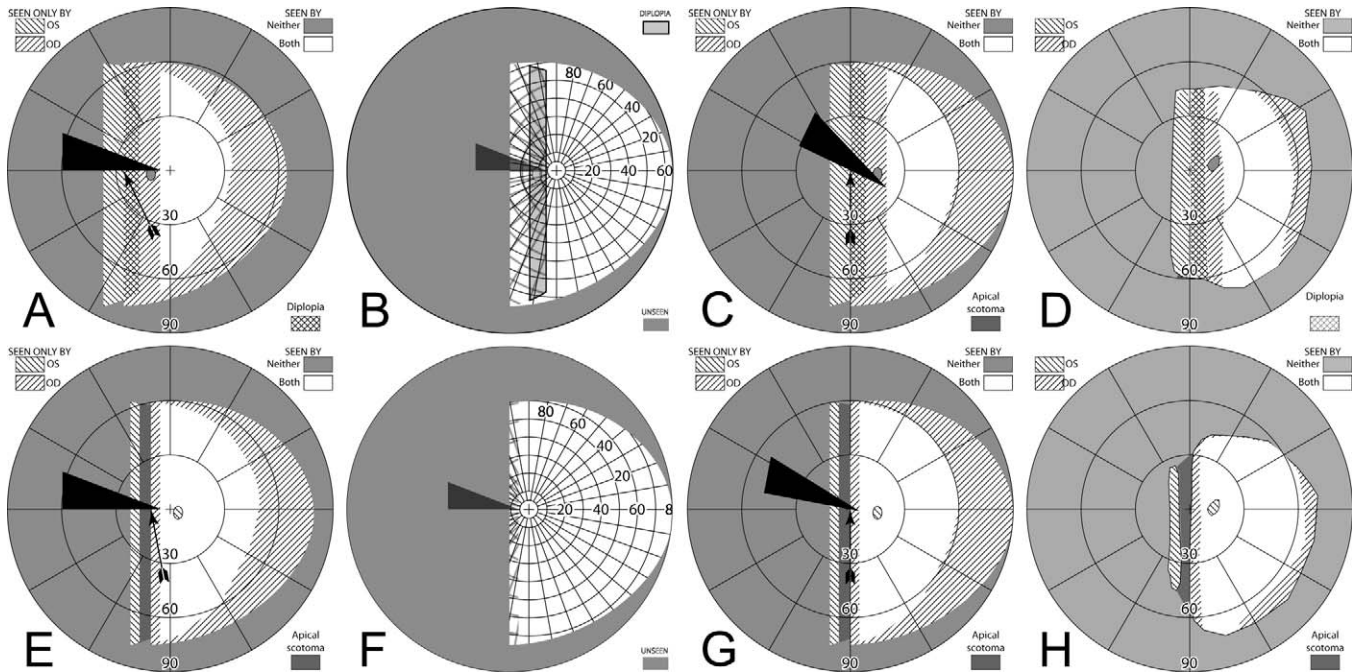 SEEN ONLY BY
OS
OD
SEEN BY
Neither
Both
30
60
90
A
Diplopia
DIPLOPIA
80
60
40
20
20
40
60
B
UNSEEN
SEEN ONLY BY
OS
OD
SEEN BY
Neither
Both
30
60
90
C
Apical
scotoma
OS
OD
SEEN BY
Neither
Both
30
60
90
D
Diplopia
SEEN ONLY BY
OS
OD
SEEN BY
Neither
Both
30
60
90
E
Apical
scotoma
80
60
40
20
20
40
60
8
F
UNSEEN
SEEN ONLY BY
OS
OD
SEEN BY
Neither
Both
30
60
90
G
Apical
scotoma
SEEN ONLY BY
OS
OD
SEEN BY
Neither
Both
30
60
90
H
Apical
scotoma